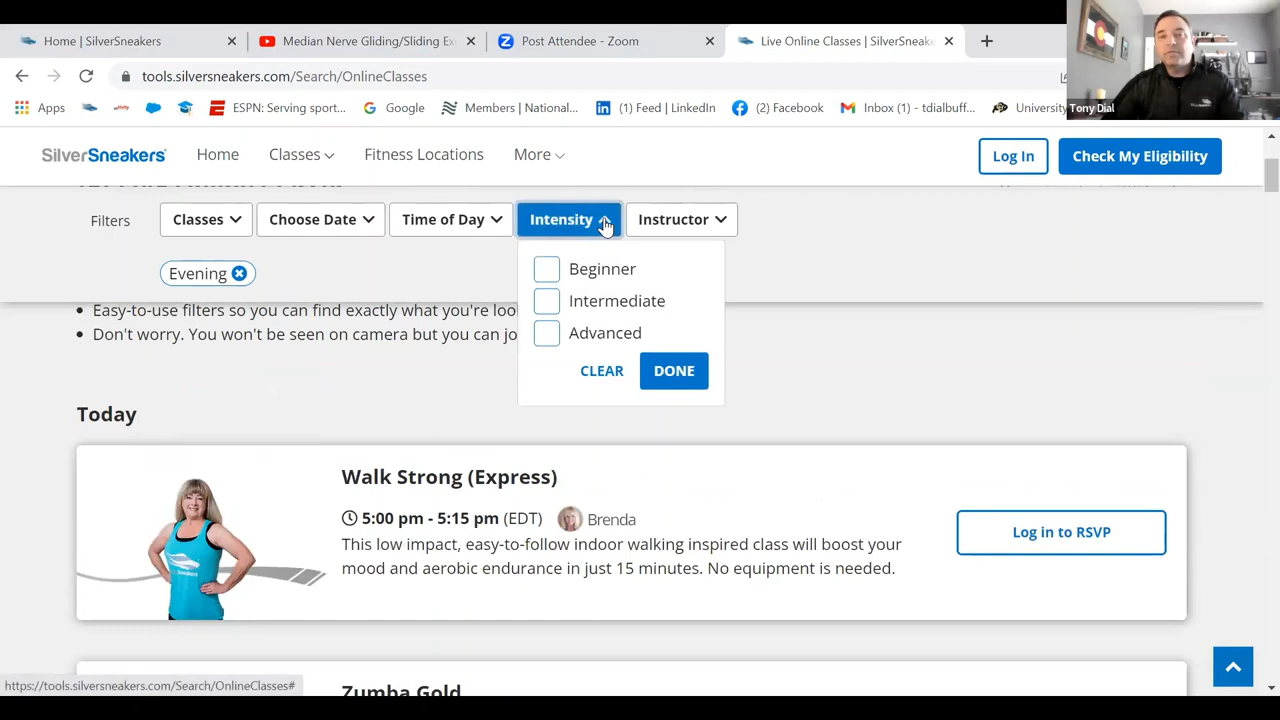 Home | SilverSneakers
Median Nerve Gliding/Sliding Ex
Post Attendee - Zoom
Live Online Classes | SilverSneake
tools.silversneakers.com/Search/OnlineClasses
Apps
ESPN: Serving sport...
Google
Members | National...
(1) Feed | LinkedIn
(2) Facebook
Inbox (1) - tdialbuff...
University
Tony Dial
SilverSneakers
Home
Classes
Fitness Locations
More
Log In
Check My Eligibility
Filters
Classes
Choose Date
Time of Day
Intensity
Instructor
Evening
Beginner
Intermediate
Advanced
CLEAR
DONE
• Easy-to-use filters so you can find exactly what you're loo
• Don't worry. You won't be seen on camera but you can jo
Today
Walk Strong (Express)
5:00 pm - 5:15 pm (EDT)
Brenda
This low impact, easy-to-follow indoor walking inspired class will boost your
mood and aerobic endurance in just 15 minutes. No equipment is needed.
Log in to RSVP
Zumba Gold
https://tools.silversneakers.com/Search/OnlineClasses#